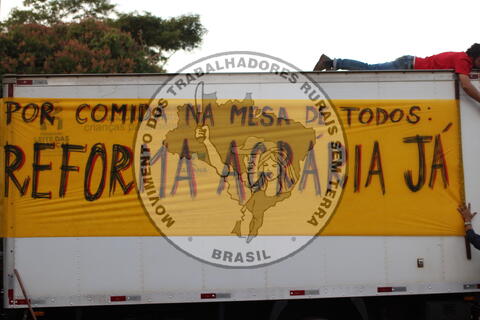 POR COMIDA NA MESA DE TODOS:
REFORMA AGRÁRIA JÁ
MOVIMENTO DOS TRABALHADORES RURAIS SEM TERRA
BRASIL